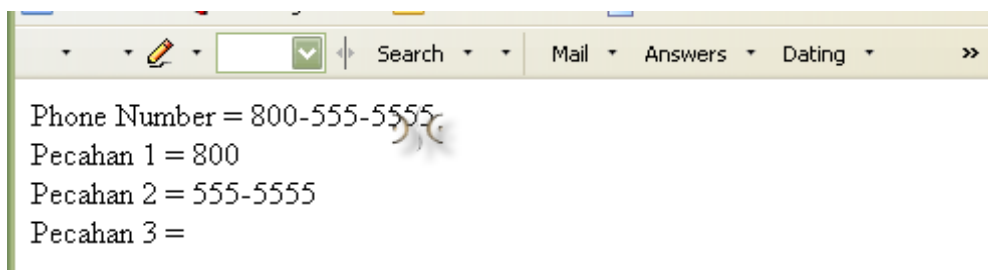 Search Mail Answers Dating »
Phone Number = 800-555-5555
Pecahan 1 = 800
Pecahan 2 = 555-5555
Pecahan 3 =